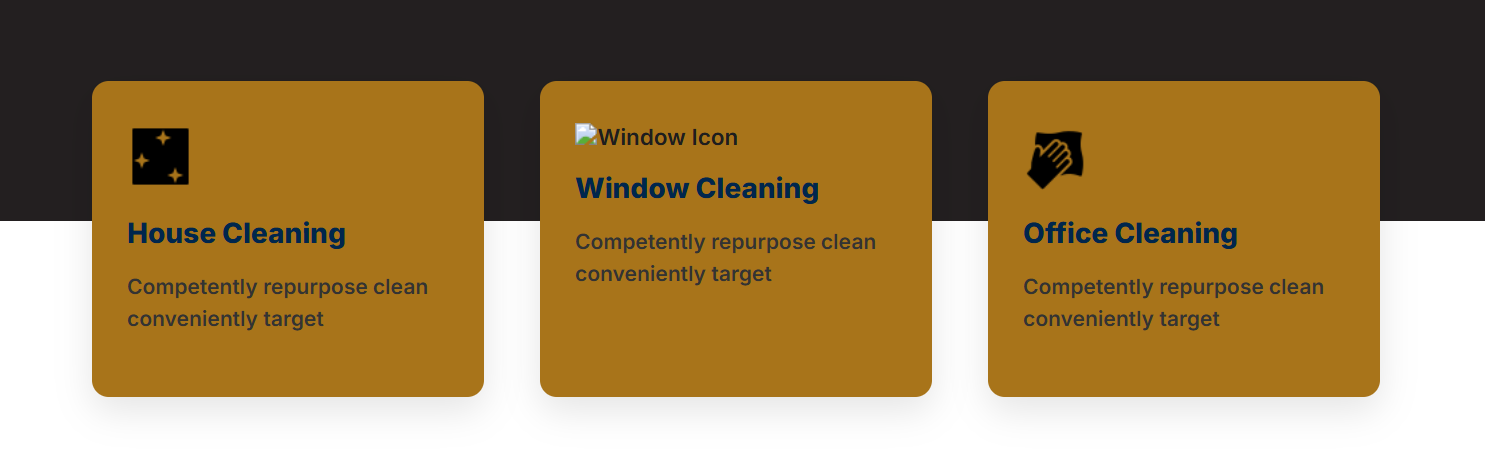 House Cleaning
Competently repurpose clean
conveniently target
Window Icon
Window Cleaning
Competently repurpose clean
conveniently target
Office Cleaning
Competently repurpose clean
conveniently target